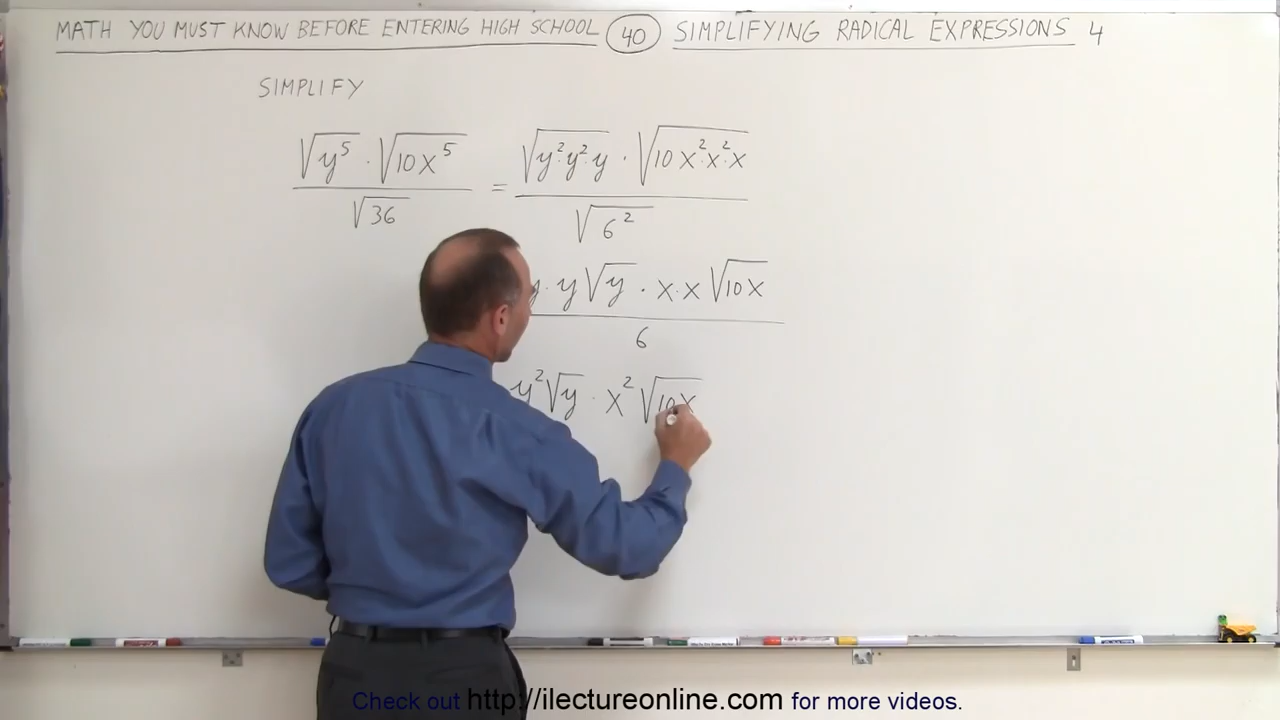 MATH YOU MUST KNOW BEFORE ENTERING HIGH SCHOOL 40 SIMPLIFYING RADICAL EXPRESSIONS 4
SIMPLIFY
√y⁵ · √10x⁵ = √y²·y²·y · √10x²·x²·x
√36 √6²
y · y√y · x·x √10x
6
y²√y · x² √10x
Check out http://ilectureonline.com for more videos.